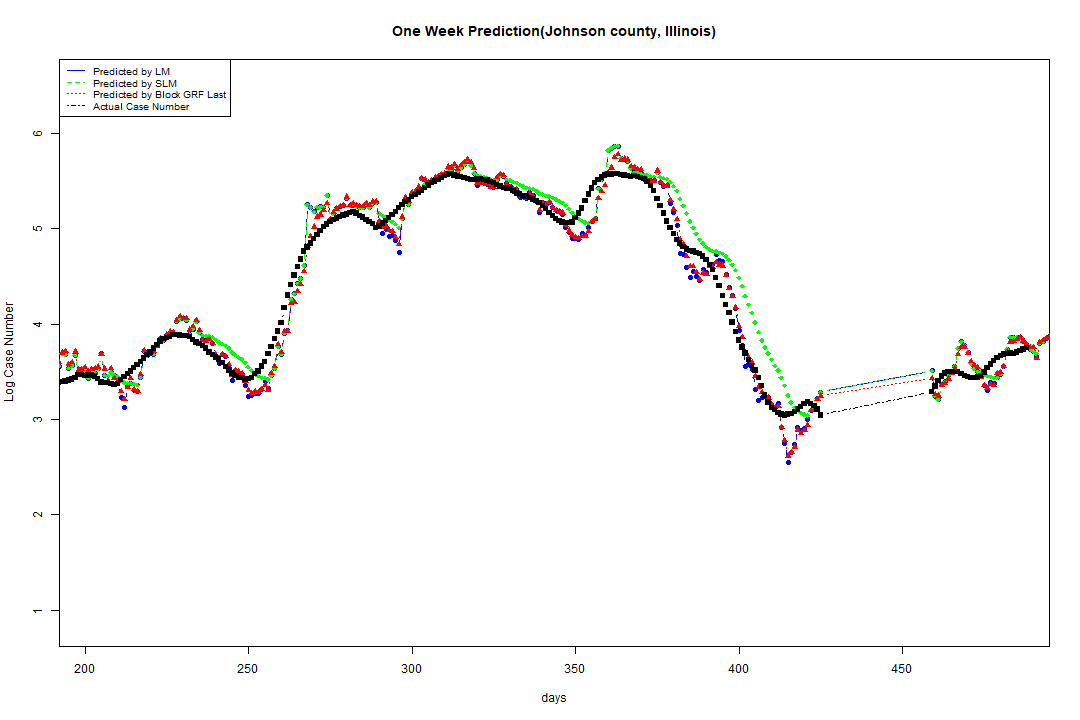 One Week Prediction(Johnson county, Illinois)
Predicted by LM
Predicted by SLM
Predicted by Block GRF Last
Actual Case Number
6
5
4
3
2
1
Log Case Number
200 250 300 350 400 450
days